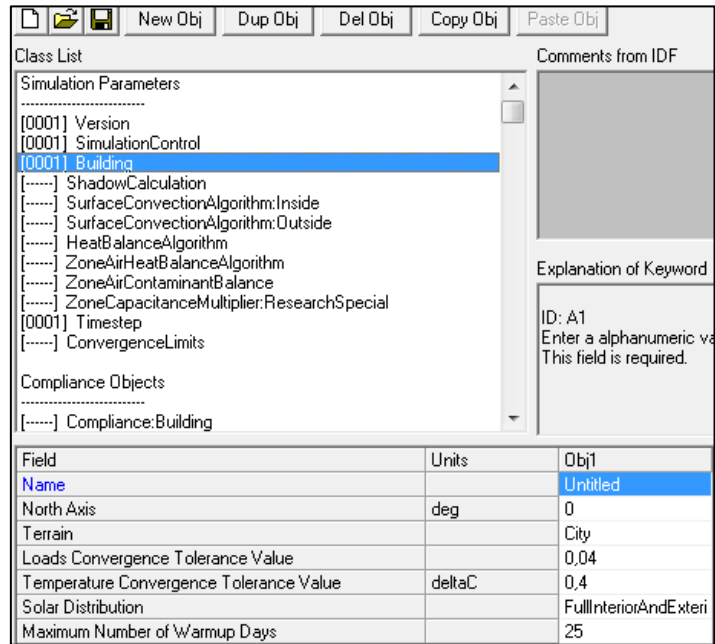 New Obj Dup Obj Del Obj Copy Obj Paste Obj
Class List
Comments from IDF
Simulation Parameters
---------------------------
[0001] Version
[0001] SimulationControl
[0001] Building
[------] ShadowCalculation
[------] SurfaceConvectionAlgorithm:Inside
[------] SurfaceConvectionAlgorithm:Outside
[------] HeatBalanceAlgorithm
[------] ZoneAirHeatBalanceAlgorithm
[------] ZoneAirContaminantBalance
[------] ZoneCapacitanceMultiplier:ResearchSpecial
[0001] Timestep
[------] ConvergenceLimits
Compliance Objects
---------------------------
[------] Compliance:Building
Explanation of Keyword
ID: A1
Enter a alphanumeric va
This field is required.
Field Units Obj1
Name Untitled
North Axis deg 0
Terrain City
Loads Convergence Tolerance Value 0,04
Temperature Convergence Tolerance Value deltaC 0,4
Solar Distribution FullInteriorAndExteri
Maximum Number of Warmup Days 25